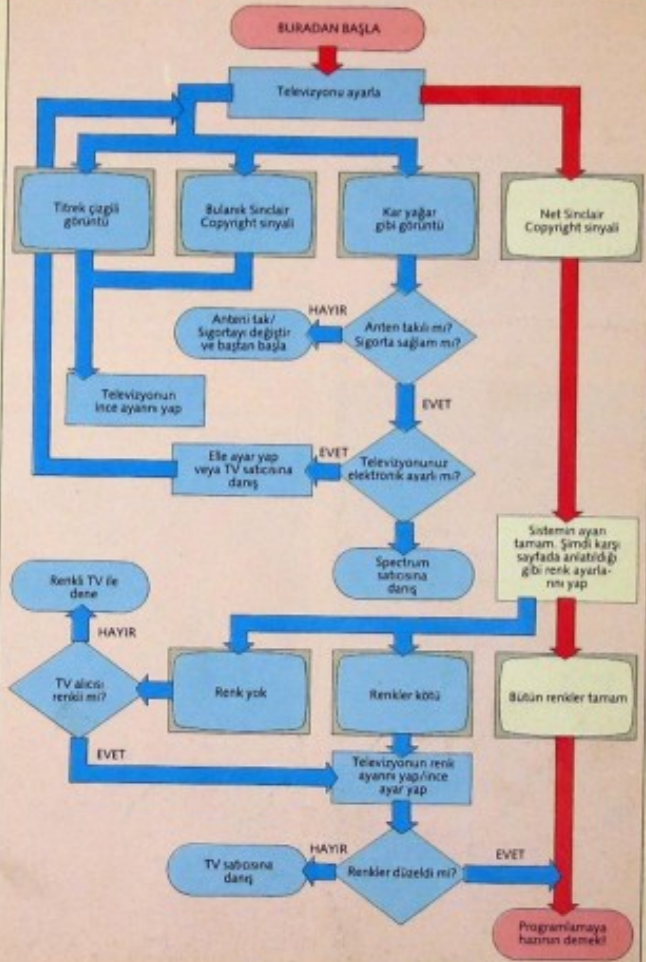 BURADAN BAŞLA
Televizyonu ayarla
Titrek çizgili
görüntü
Bulanık Sinclair
Copyright sinyali
Kar yağar
gibi görüntü
Net Sinclair
Copyright sinyali
HAYIR
Anteni tak/
Sigortayı değiştir
ve baştan başla
Anten takılı mı?
Sigorta sağlam mı?
Televizyonun
ince ayarını yap
EVET
Elle ayar yap
veya TV satıcısına
danış
EVET
Televizyonunuz
elektronik ayarlı mı?
Spectrum
satıcısına
danış
Sistemin ayarı
tamam. Şimdi karşı
sayfada anlatıldığı
gibi renk ayarla-
rını yap
Renkli TV ile
dene
HAYIR
TV alıcısı
renkli mi?
Renk yok
Renkler kötü
Bütün renkler tamam
EVET
Televizyonun renk
ayarını yap/ince
ayar yap
TV satıcısına
danış
HAYIR
Renkler düzeldi mi?
EVET
Programlamaya
hazırsın demek!